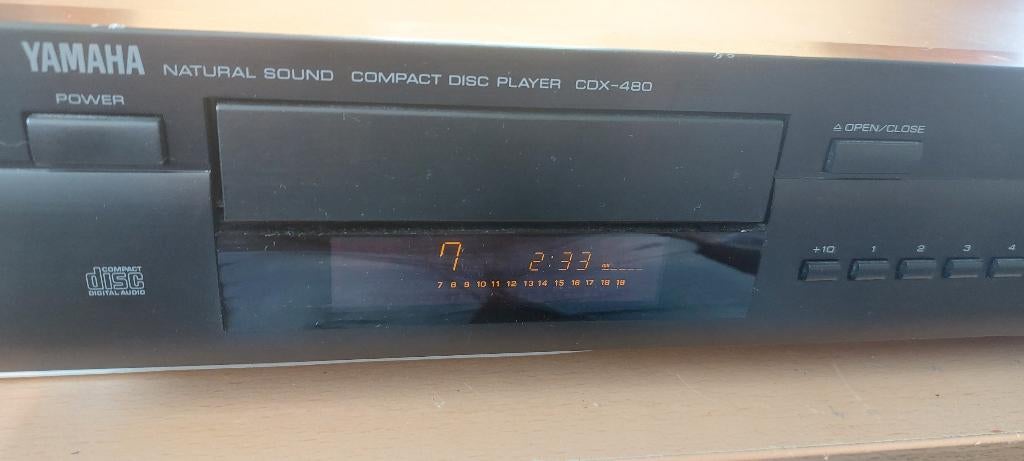 YAMAHA NATURAL SOUND COMPACT DISC PLAYER CDX-480
POWER
OPEN/CLOSE
7 2:33
7 8 9 10 11 12 13 14 15 16 17 18 19
+10 1 2 3 4
COMPACT
disc
DIGITAL AUDIO